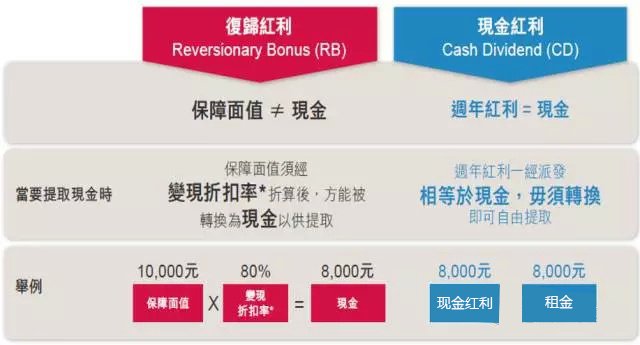 復歸紅利
Reversionary Bonus (RB)
現金紅利
Cash Dividend (CD)
保障面值 ≠ 現金
週年紅利 = 現金
當要提取現金時
保障面值須經
變現折扣率*折算後，方能被
轉換為現金以供提取
週年紅利一經派發
相等於現金，毋須轉換
即可自由提取
舉例
10,000元
80%
8,000元
8,000元
8,000元
保障面值
X
變現
折扣率*
=
現金
现金红利
租金